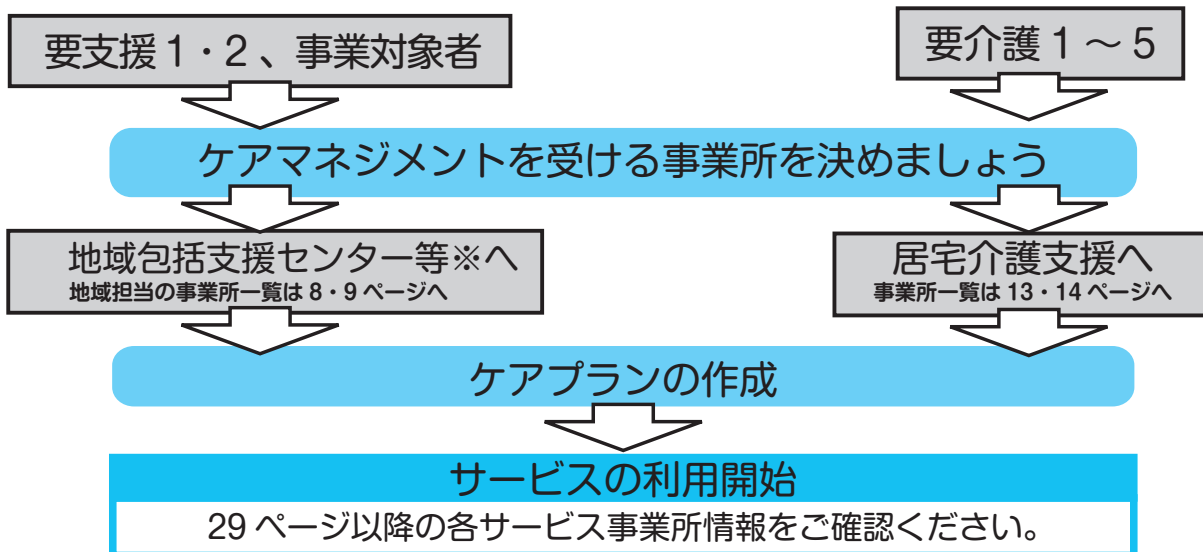 要支援1・2、事業対象者
要介護1～5
ケアマネジメントを受ける事業所を決めましょう
地域包括支援センター等※へ
地域担当の事業所一覧は8・9ページへ
居宅介護支援へ
事業所一覧は13・14ページへ
ケアプランの作成
サービスの利用開始
29ページ以降の各サービス事業所情報をご確認ください。